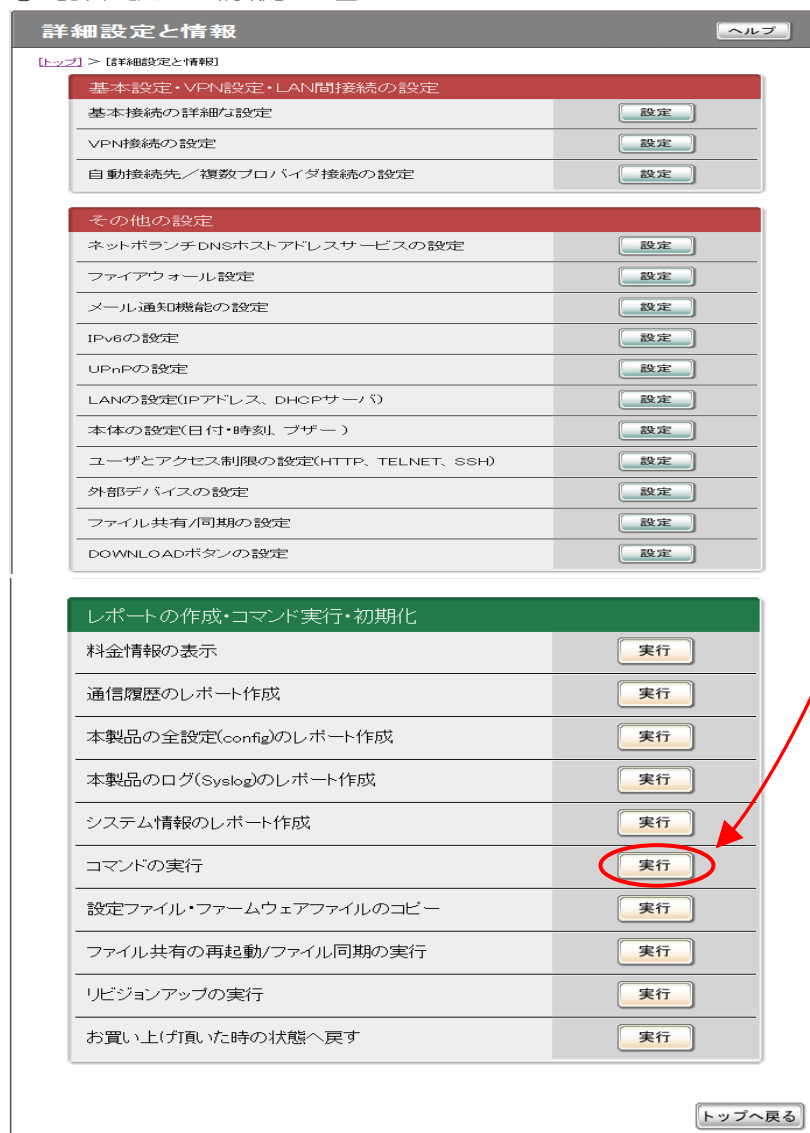 詳細設定と情報
ヘルプ
[トップ] > [詳細設定と情報]
基本設定・VPN設定・LAN間接続の設定
基本接続の詳細な設定 設定
VPN接続の設定 設定
自動接続先／複数プロバイダ接続の設定 設定
その他の設定
ネットボランチDNSホストアドレスサービスの設定 設定
ファイアウォール設定 設定
メール通知機能の設定 設定
IPv6の設定 設定
UPnPの設定 設定
LANの設定(IPアドレス、DHCPサーバ) 設定
本体の設定(日付・時刻、ブザー) 設定
ユーザとアクセス制限の設定(HTTP、TELNET、SSH) 設定
外部デバイスの設定 設定
ファイル共有/同期の設定 設定
DOWNLOADボタンの設定 設定
レポートの作成・コマンド実行・初期化
料金情報の表示 実行
通信履歴のレポート作成 実行
本製品の全設定(config)のレポート作成 実行
本製品のログ(Syslog)のレポート作成 実行
システム情報のレポート作成 実行
コマンドの実行 実行
設定ファイル・ファームウェアファイルのコピー 実行
ファイル共有の再起動/ファイル同期の実行 実行
リビジョンアップの実行 実行
お買い上げ頂いた時の状態へ戻す 実行
トップへ戻る